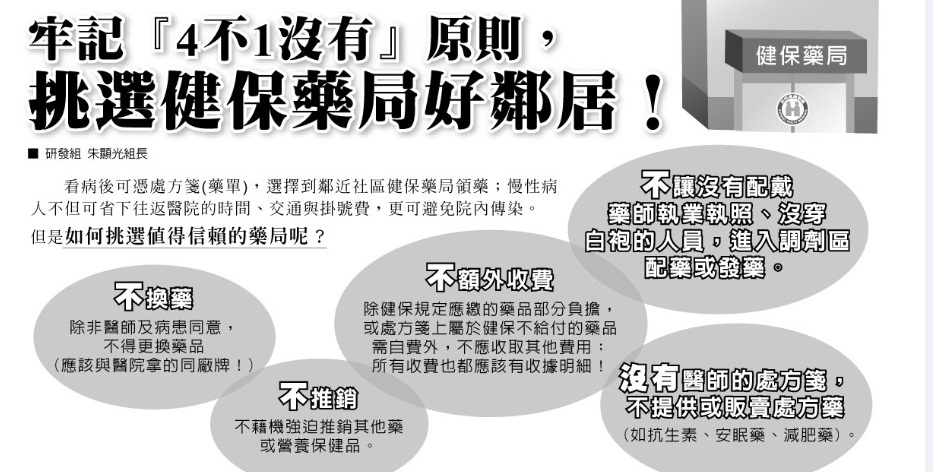 牢記『4不1沒有』原則，
挑選健保藥局好鄰居！
健保藥局
■ 研發組 朱顯光組長
看病後可憑處方箋(藥單)，選擇到鄰近社區健保藥局領藥；慢性病
人不但可省下往返醫院的時間、交通與掛號費，更可避免院內傳染。
但是如何挑選值得信賴的藥局呢？
不讓沒有配戴
藥師執業執照、沒穿
白袍的人員，進入調劑區
配藥或發藥。
不額外收費
除健保規定應繳的藥品部分負擔，
或處方箋上屬於健保不給付的藥品
需自費外，不應收取其他費用；
所有收費也都應該有收據明細！
不換藥
除非醫師及病患同意，
不得更換藥品
（應該與醫院拿的同廠牌！）
不推銷
不藉機強迫推銷其他藥
或營養保健品。
沒有醫師的處方箋，
不提供或販賣處方藥
（如抗生素、安眠藥、減肥藥）。